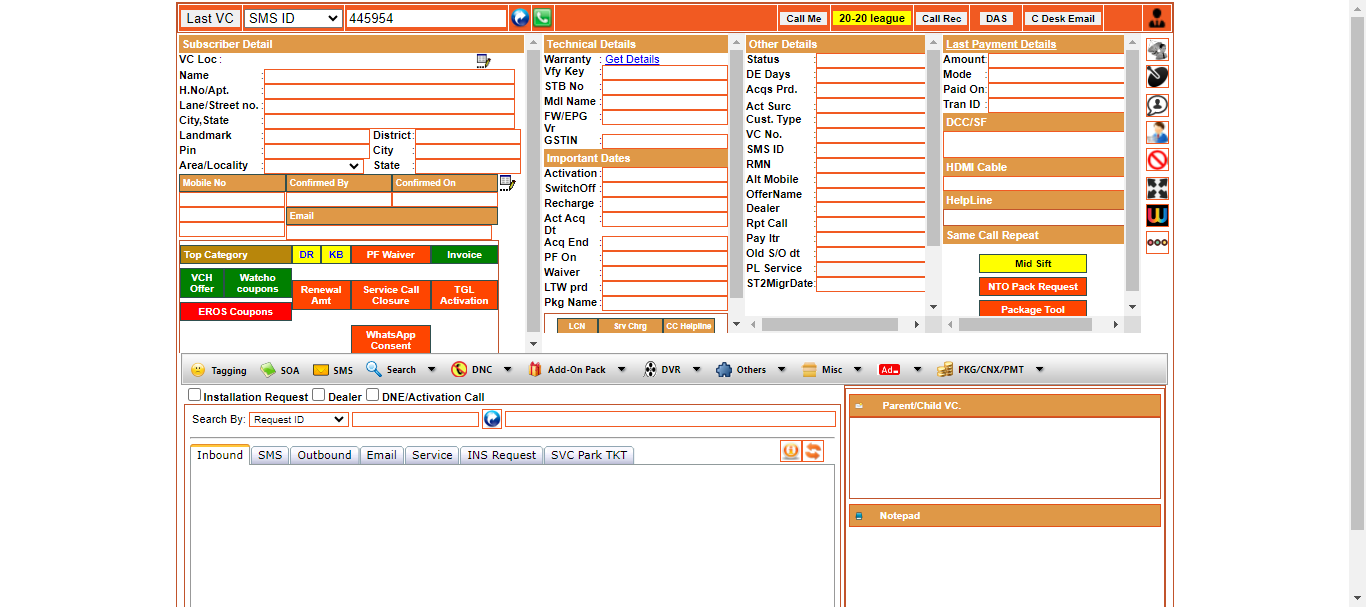 Last VC SMS ID 445954 Call Me 20-20 league Call Rec DAS C Desk Email
Subscriber Detail
VC Loc :
Name :
H.No/Apt. :
Lane/Street no. :
City,State :
Landmark : District :
Pin : City :
Area/Locality : State :
Mobile No Confirmed By Confirmed On
Email
Top Category DR KB PF Waiver Invoice
VCH Offer
Watcho coupons
Renewal Amt
Service Call Closure
TGL Activation
EROS Coupons
WhatsApp Consent
Technical Details
Warranty : Get Details
Vfy Key :
STB No :
Mdl Name :
FW/EPG Vr :
GSTIN :
Important Dates
Activation :
SwitchOff :
Recharge :
Act Acq Dt :
Acq End :
PF On :
Waiver :
LTW prd :
Pkg Name :
LCN Srv Chrg CC Helpline
Other Details
Status :
DE Days :
Acqs Prd. :
Act Surc :
Cust. Type :
VC No. :
SMS ID :
RMN :
Alt Mobile :
OfferName :
Dealer :
Rpt Call :
Pay Itr :
Old S/O dt :
PL Service :
ST2MigrDate:
Last Payment Details
Amount:
Mode :
Paid On:
Tran ID :
DCC/SF
HDMI Cable
HelpLine
Same Call Repeat
Mid Sift
NTO Pack Request
Package Tool
Tagging SOA SMS Search DNC Add-On Pack DVR Others Misc Ad PKG/CNX/PMT
Installation Request Dealer DNE/Activation Call
Search By: Request ID
Inbound SMS Outbound Email Service INS Request SVC Park TKT
Parent/Child VC.
Notepad